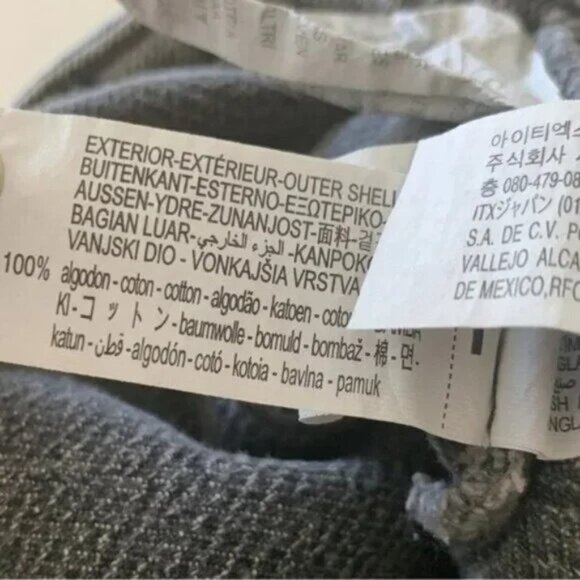 EXTERIOR-EXTÉRIEUR-OUTER SHELL
BUITENKANT-ESTERNO-ΕΞΩΤΕΡΙΚΟ-
AUSSEN-YDRE-ZUNANJOST-面料-겉
BAGIAN LUAR-الجزء الخارجي-KANPOKO
VANJSKI DIO - VONKAJŠIA VRSTVA
100% algodon - coton - cotton - algodão - katoen - coton
KI-コットン-baumwolle - bomuld - bombaž - 棉 - 면.
katun - قطن - algodón - cotó - kotoia - bavlna - pamuk
아이티엑스
주식회사
층 080-479-08
ITXジャパン (01
S.A. DE C.V. P
VALLEJO ALCA
DE MEXICO,RFC